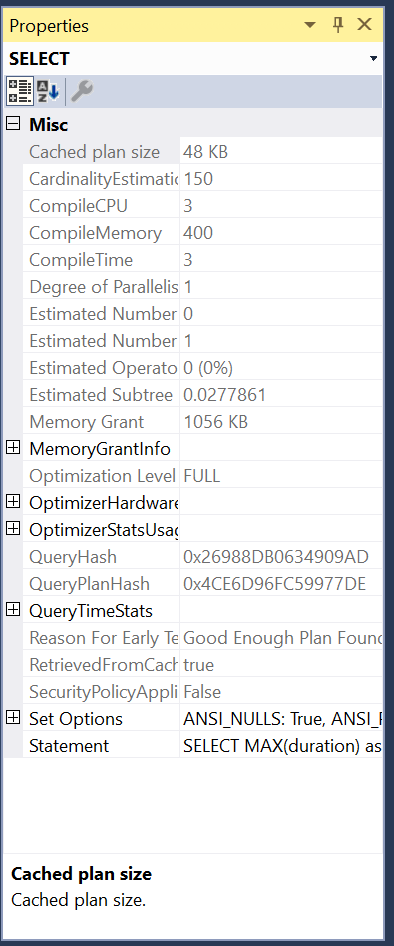 Properties
SELECT
Misc
Cached plan size 48 KB
CardinalityEstimatic 150
CompileCPU 3
CompileMemory 400
CompileTime 3
Degree of Parallelis 1
Estimated Number 0
Estimated Number 1
Estimated Operato 0 (0%)
Estimated Subtree 0.0277861
Memory Grant 1056 KB
MemoryGrantInfo
Optimization Level FULL
OptimizerHardware
OptimizerStatsUsag
QueryHash 0x26988DB0634909AD
QueryPlanHash 0x4CE6D96FC59977DE
QueryTimeStats
Reason For Early Te Good Enough Plan Found
RetrievedFromCach true
SecurityPolicyAppli False
Set Options ANSI_NULLS: True, ANSI_P
Statement SELECT MAX(duration) as
Cached plan size
Cached plan size.